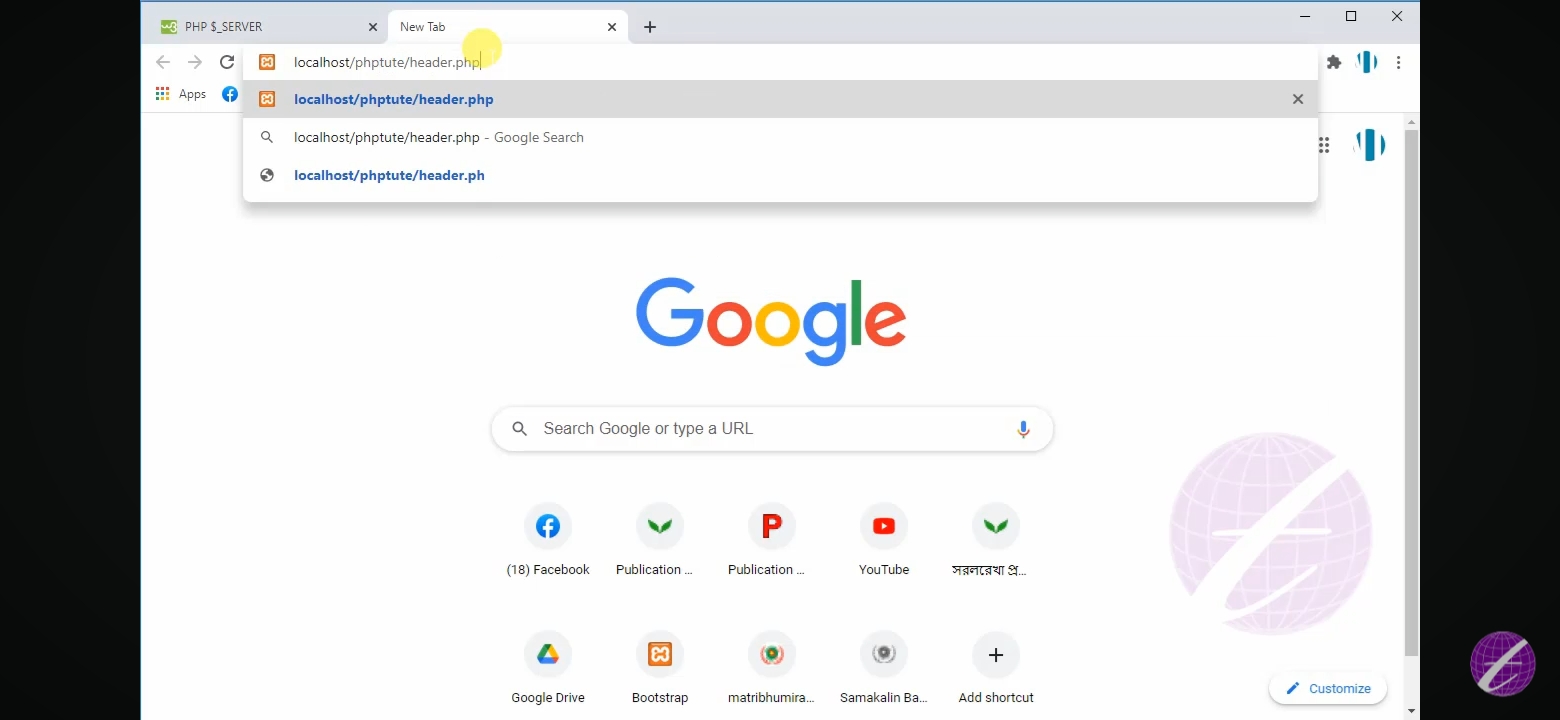 PHP $_SERVER
New Tab
localhost/phptute/header.php
Apps
localhost/phptute/header.php
localhost/phptute/header.php - Google Search
localhost/phptute/header.ph
Google
Search Google or type a URL
(18) Facebook
Publication ...
Publication ...
YouTube
সরলরেখা প্র...
Google Drive
Bootstrap
matribhumira...
Samakalin Ba...
Add shortcut
Customize